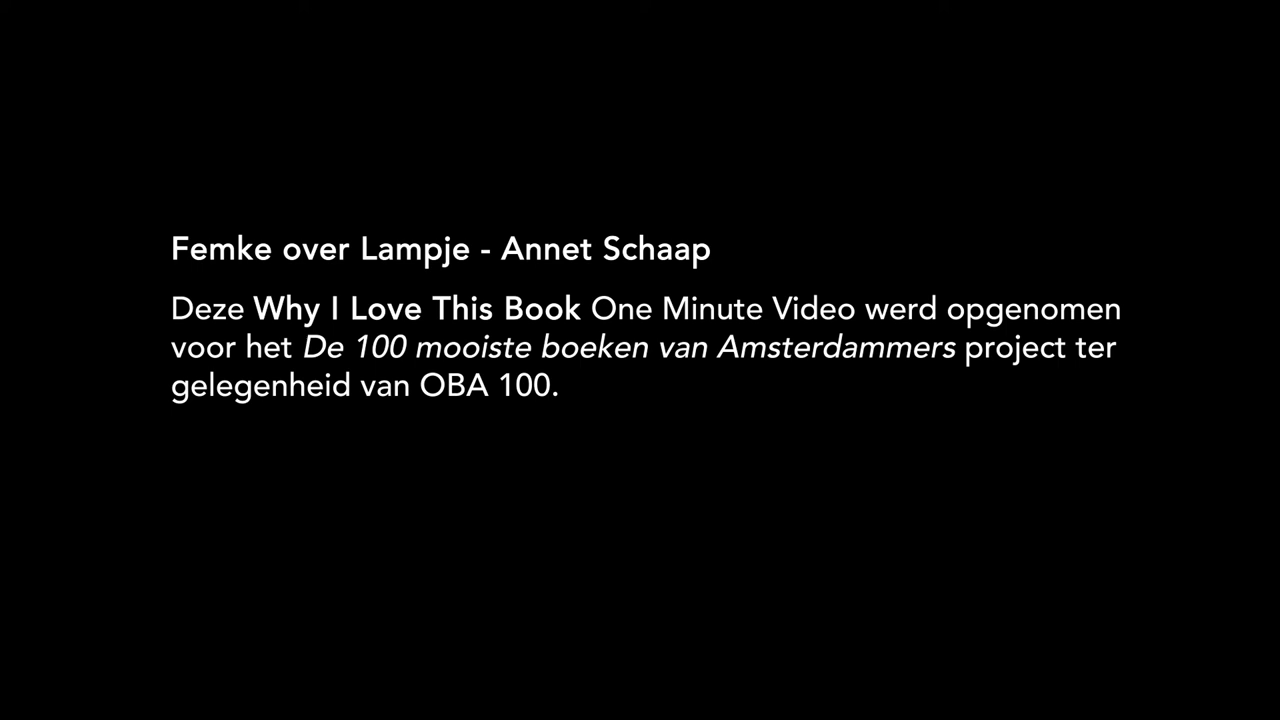 Femke over Lampje - Annet Schaap
Deze Why I Love This Book One Minute Video werd opgenomen
voor het De 100 mooiste boeken van Amsterdammers project ter
gelegenheid van OBA 100.